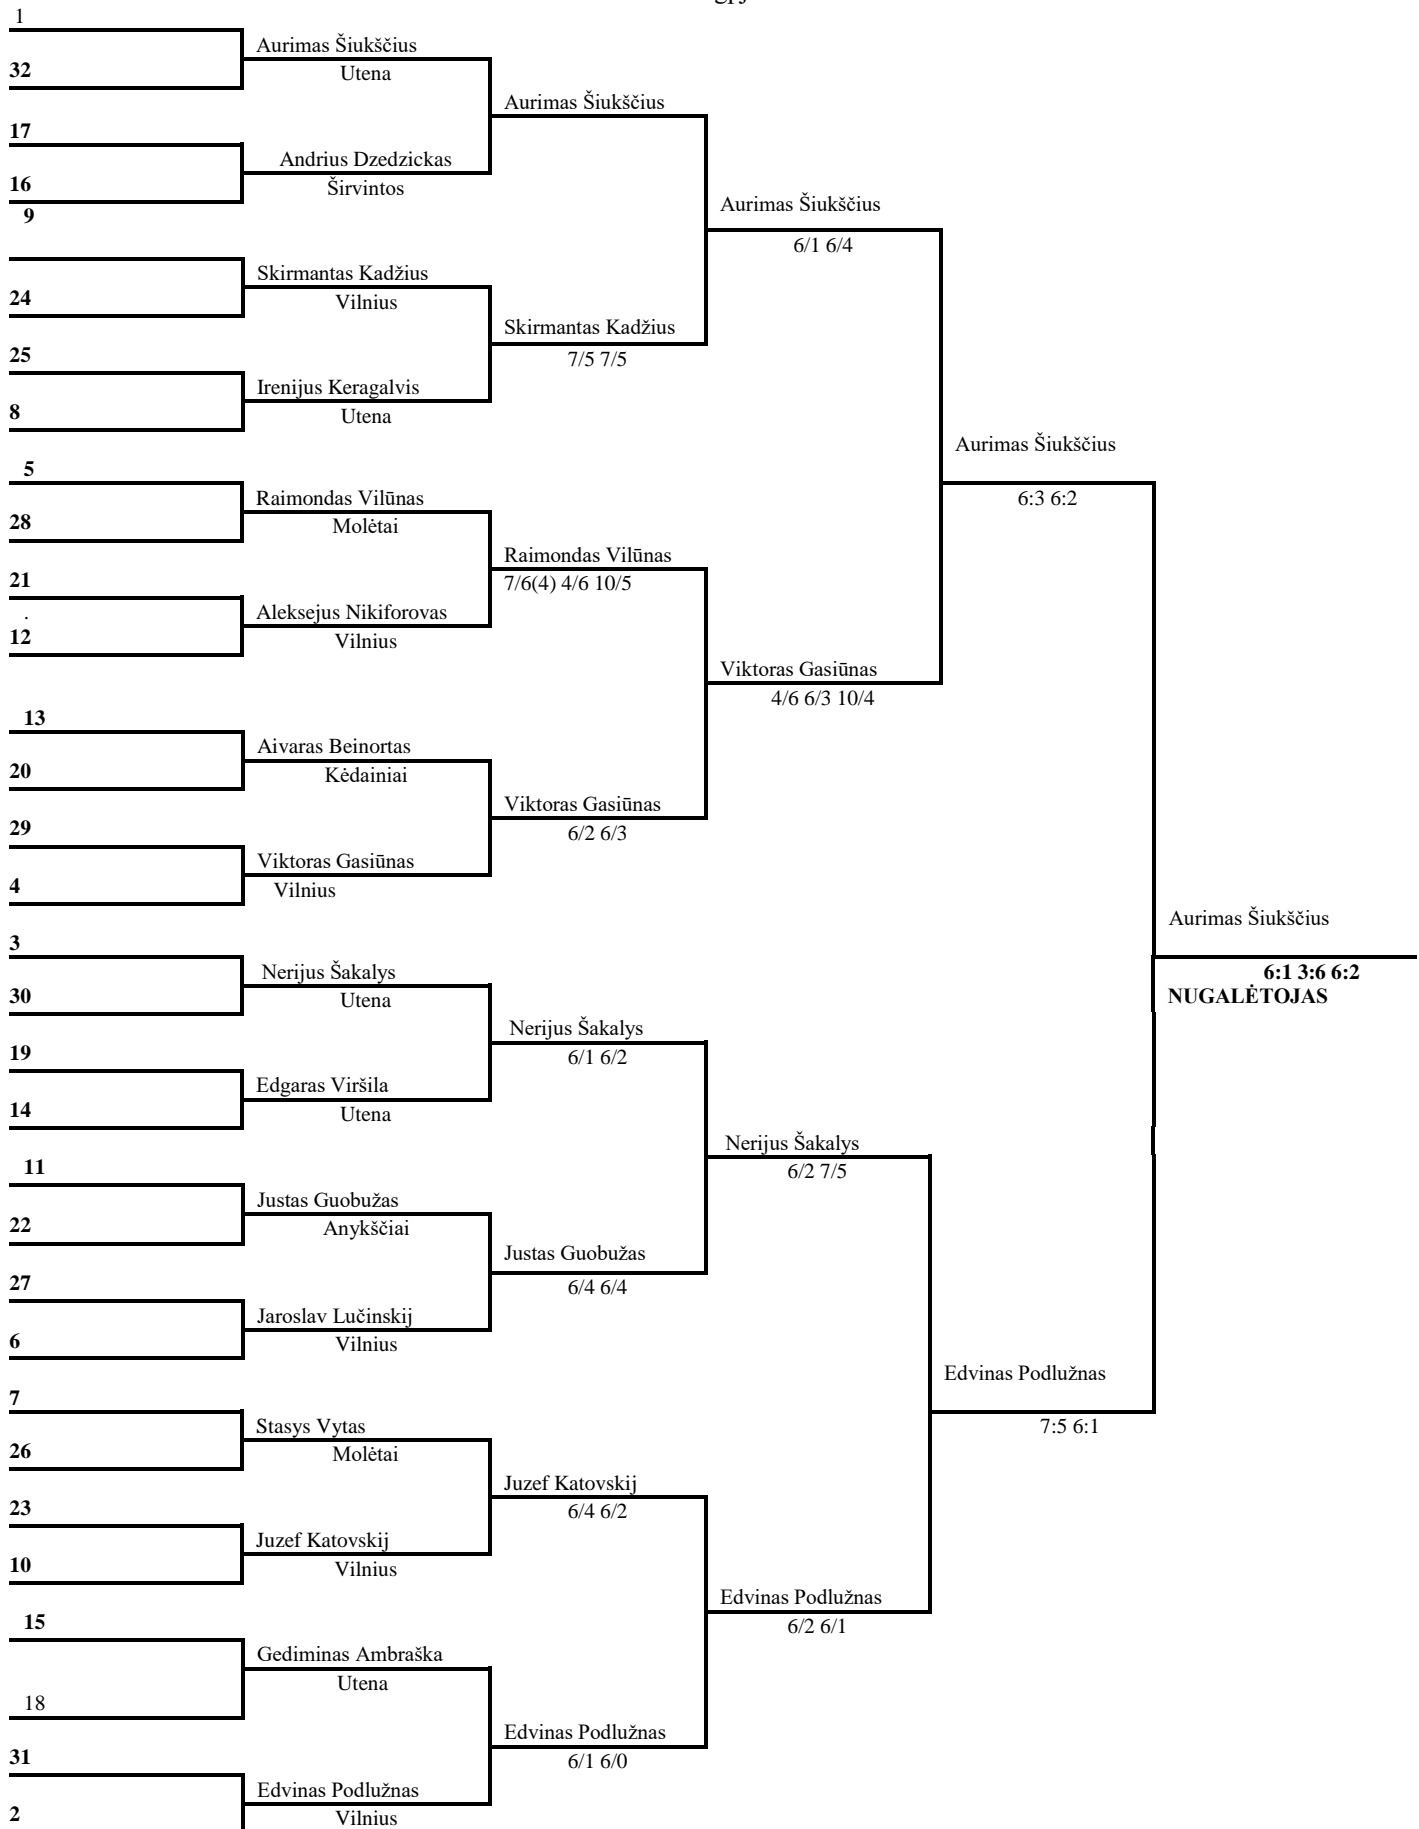 1
Aurimas Šiukščius
32
Utena
Aurimas Šiukščius
17
Andrius Dzedzickas
16
Širvintos
9
Aurimas Šiukščius
6/1 6/4
Skirmantas Kadžius
24
Vilnius
Skirmantas Kadžius
25
7/5 7/5
Irenijus Keragalvis
8
Utena
Aurimas Šiukščius
5
6:3 6:2
Raimondas Vilūnas
28
Molėtai
Raimondas Vilūnas
21
7/6(4) 4/6 10/5
.
Aleksejus Nikiforovas
12
Vilnius
Viktoras Gasiūnas
4/6 6/3 10/4
13
Aivaras Beinortas
20
Kėdainiai
Viktoras Gasiūnas
29
6/2 6/3
Viktoras Gasiūnas
4
Vilnius
Aurimas Šiukščius
3
6:1 3:6 6:2
Nerijus Šakalys
30
Utena
NUGALĖTOJAS
Nerijus Šakalys
19
6/1 6/2
Edgaras Viršila
14
Utena
Nerijus Šakalys
11
6/2 7/5
Justas Guobužas
22
Anykščiai
Justas Guobužas
27
6/4 6/4
Jaroslav Lučinskij
6
Vilnius
Edvinas Podlužnas
7
7:5 6:1
Stasys Vytas
26
Molėtai
Juzef Katovskij
23
6/4 6/2
Juzef Katovskij
10
Vilnius
Edvinas Podlužnas
15
6/2 6/1
Gediminas Ambraška
Utena
18
Edvinas Podlužnas
31
6/1 6/0
Edvinas Podlužnas
2
Vilnius